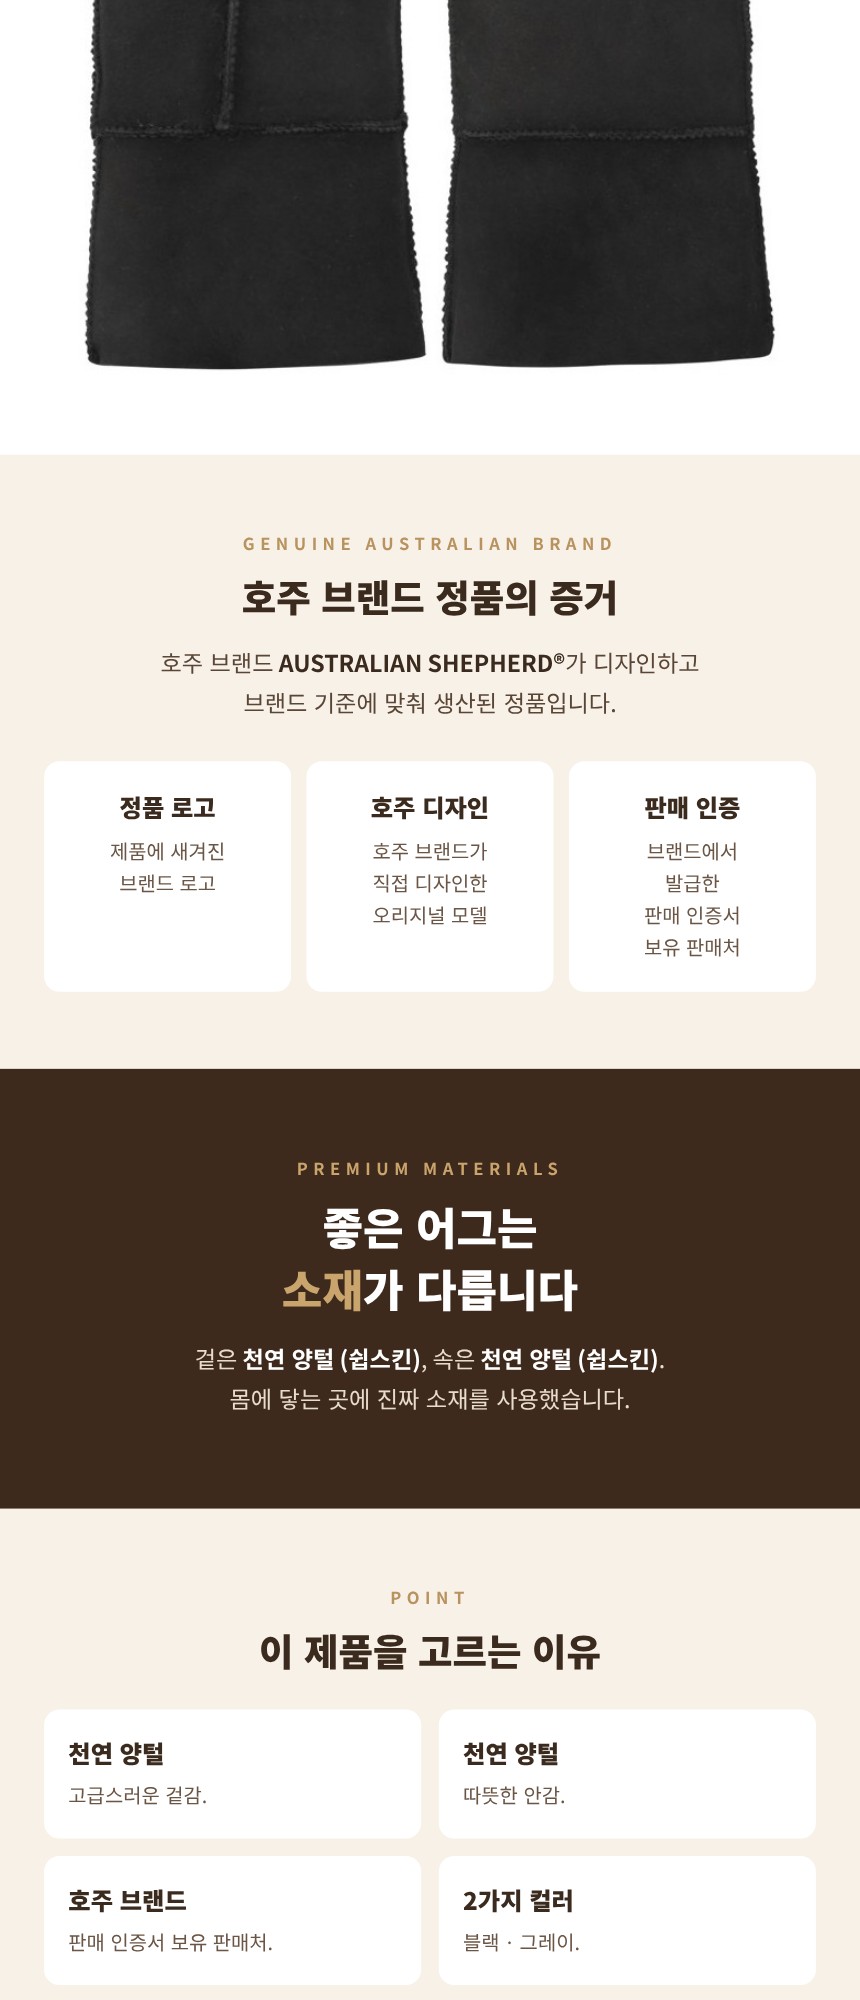 GENUINE AUSTRALIAN BRAND
호주 브랜드 정품의 증거
호주 브랜드 AUSTRALIAN SHEPHERD®가 디자인하고
브랜드 기준에 맞춰 생산된 정품입니다.
정품 로고
제품에 새겨진
브랜드 로고
호주 디자인
호주 브랜드가
직접 디자인한
오리지널 모델
판매 인증
브랜드에서
발급한
판매 인증서
보유 판매처
PREMIUM MATERIALS
좋은 어그는
소재가 다릅니다
겉은 천연 양털 (쉽스킨), 속은 천연 양털 (쉽스킨).
몸에 닿는 곳에 진짜 소재를 사용했습니다.
POINT
이 제품을 고르는 이유
천연 양털
고급스러운 겉감.
천연 양털
따뜻한 안감.
호주 브랜드
판매 인증서 보유 판매처.
2가지 컬러
블랙 · 그레이.